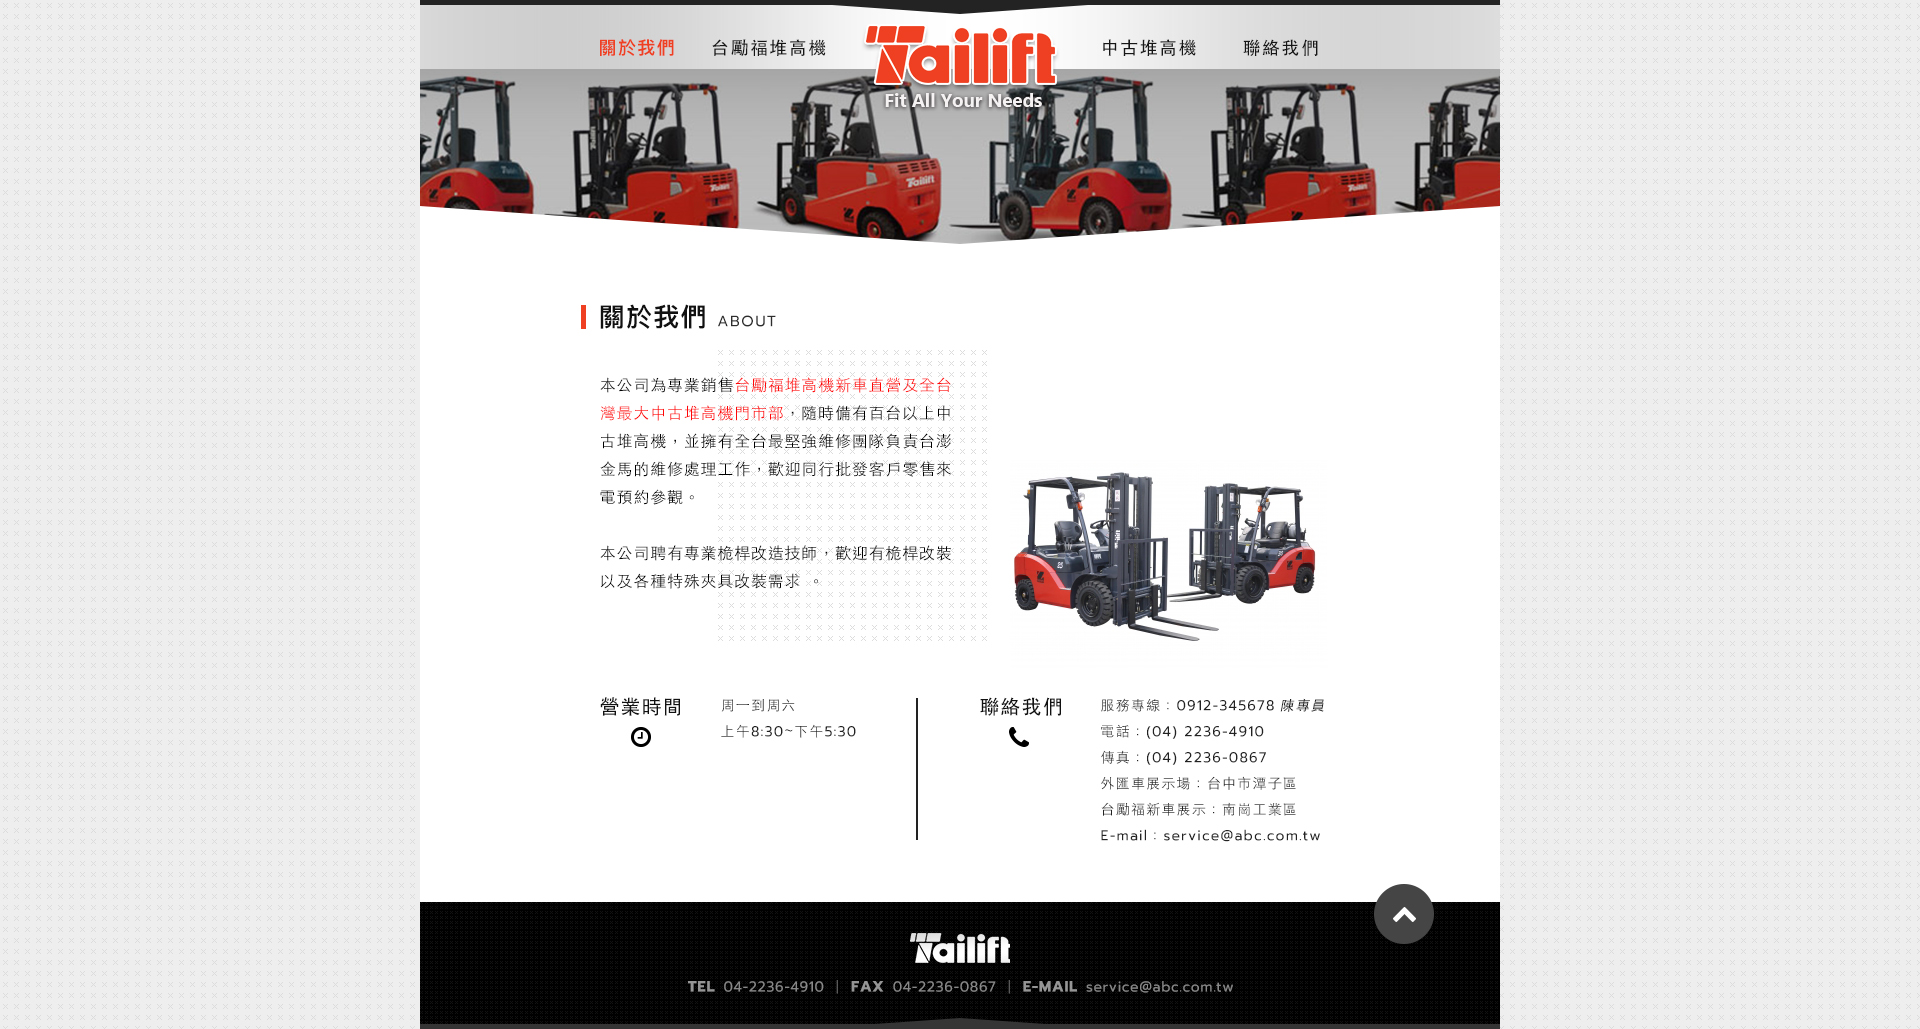 關於我們
台勵福堆高機
Tailift
Fit All Your Needs
中古堆高機
聯絡我們
Tailift
Tailift
Tailift
Tailift
關於我們 ABOUT
本公司為專業銷售台勵福堆高機新車直營及全台
灣最大中古堆高機門市部，隨時備有百台以上中
古堆高機，並擁有全台最堅強維修團隊負責台澎
金馬的維修處理工作，歡迎同行批發客戶零售來
電預約參觀。
本公司聘有專業桅桿改造技師，歡迎有桅桿改裝
以及各種特殊夾具改裝需求 。
營業時間
周一到周六
上午8:30~下午5:30
聯絡我們
服務專線：0912-345678 陳專員
電話：(04) 2236-4910
傳真：(04) 2236-0867
外匯車展示場：台中市潭子區
台勵福新車展示：南崗工業區
E-mail：service@abc.com.tw
Tailift
TEL 04-2236-4910 | FAX 04-2236-0867 | E-MAIL service@abc.com.tw